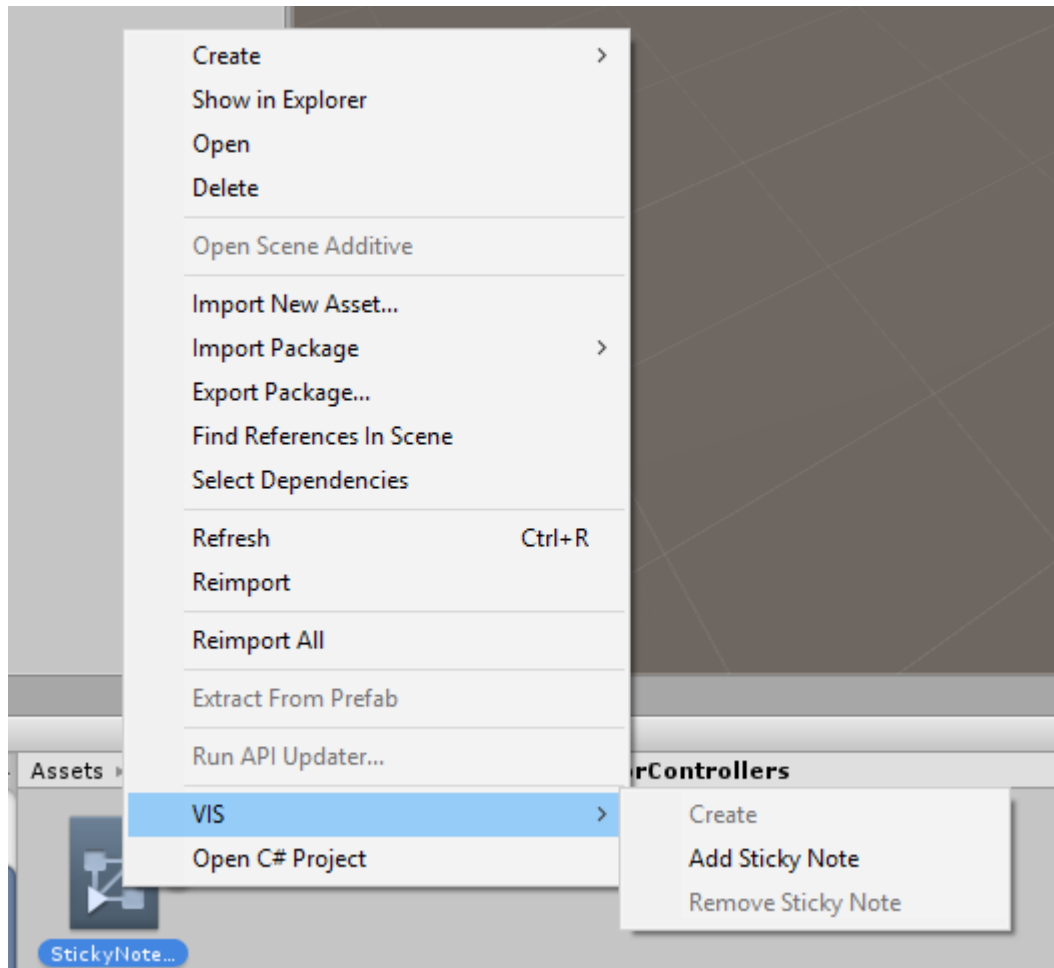 Create
Show in Explorer
Open
Delete
Open Scene Additive
Import New Asset...
Import Package
Export Package...
Find References In Scene
Select Dependencies
Refresh Ctrl+R
Reimport
Reimport All
Extract From Prefab
Run API Updater...
VIS
Open C# Project
Create
Add Sticky Note
Remove Sticky Note
Assets
rControllers
StickyNote...